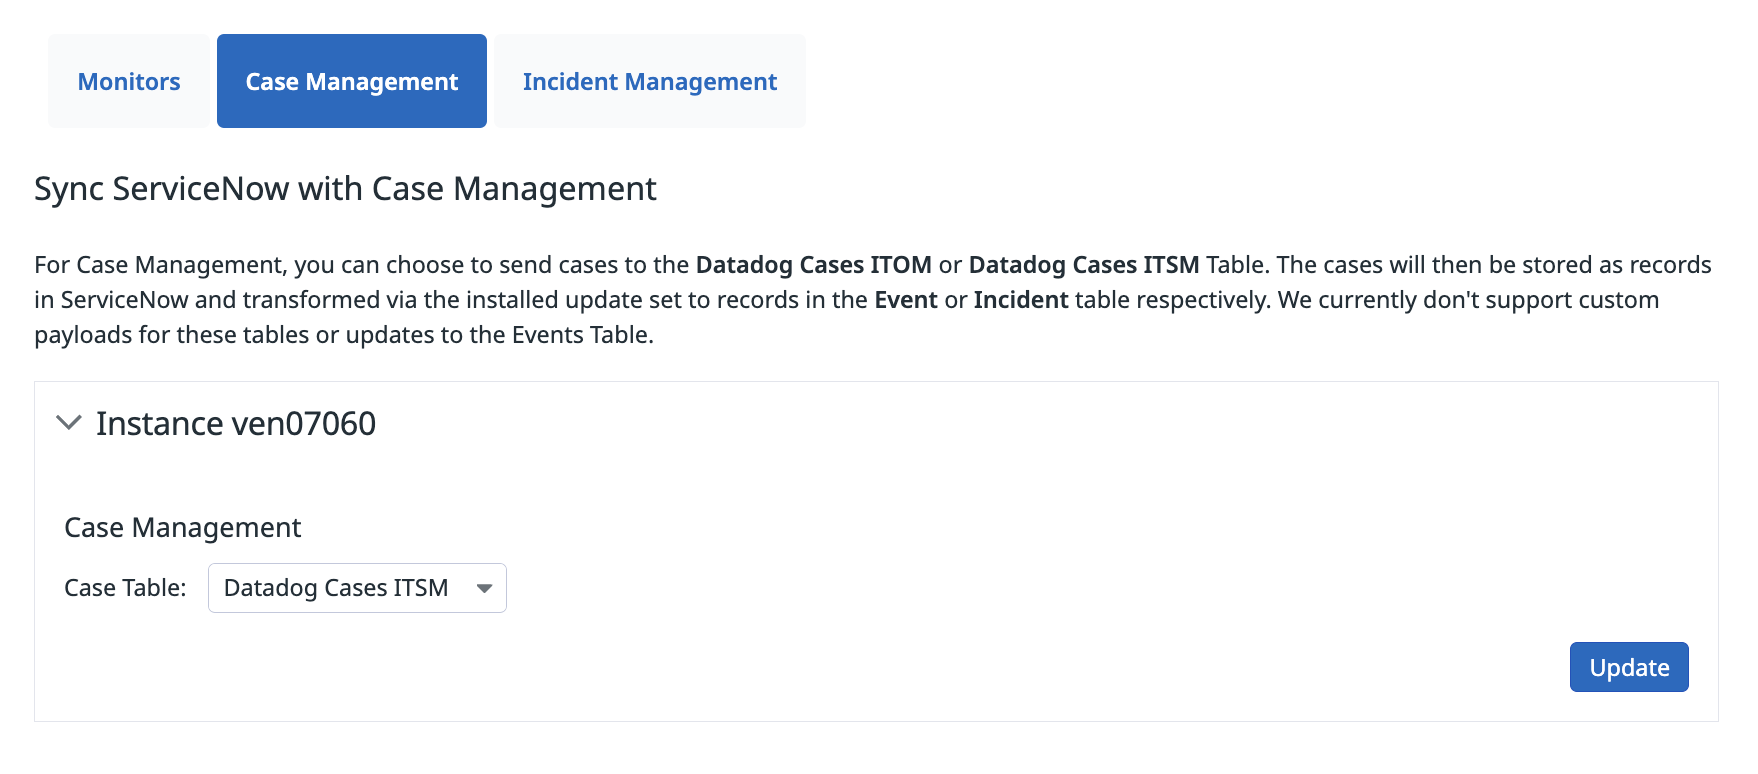 Monitors
Case Management
Incident Management
Sync ServiceNow with Case Management
For Case Management, you can choose to send cases to the Datadog Cases ITOM or Datadog Cases ITSM Table. The cases will then be stored as records
in ServiceNow and transformed via the installed update set to records in the Event or Incident table respectively. We currently don't support custom
payloads for these tables or updates to the Events Table.
Instance ven07060
Case Management
Case Table: Datadog Cases ITSM
Update